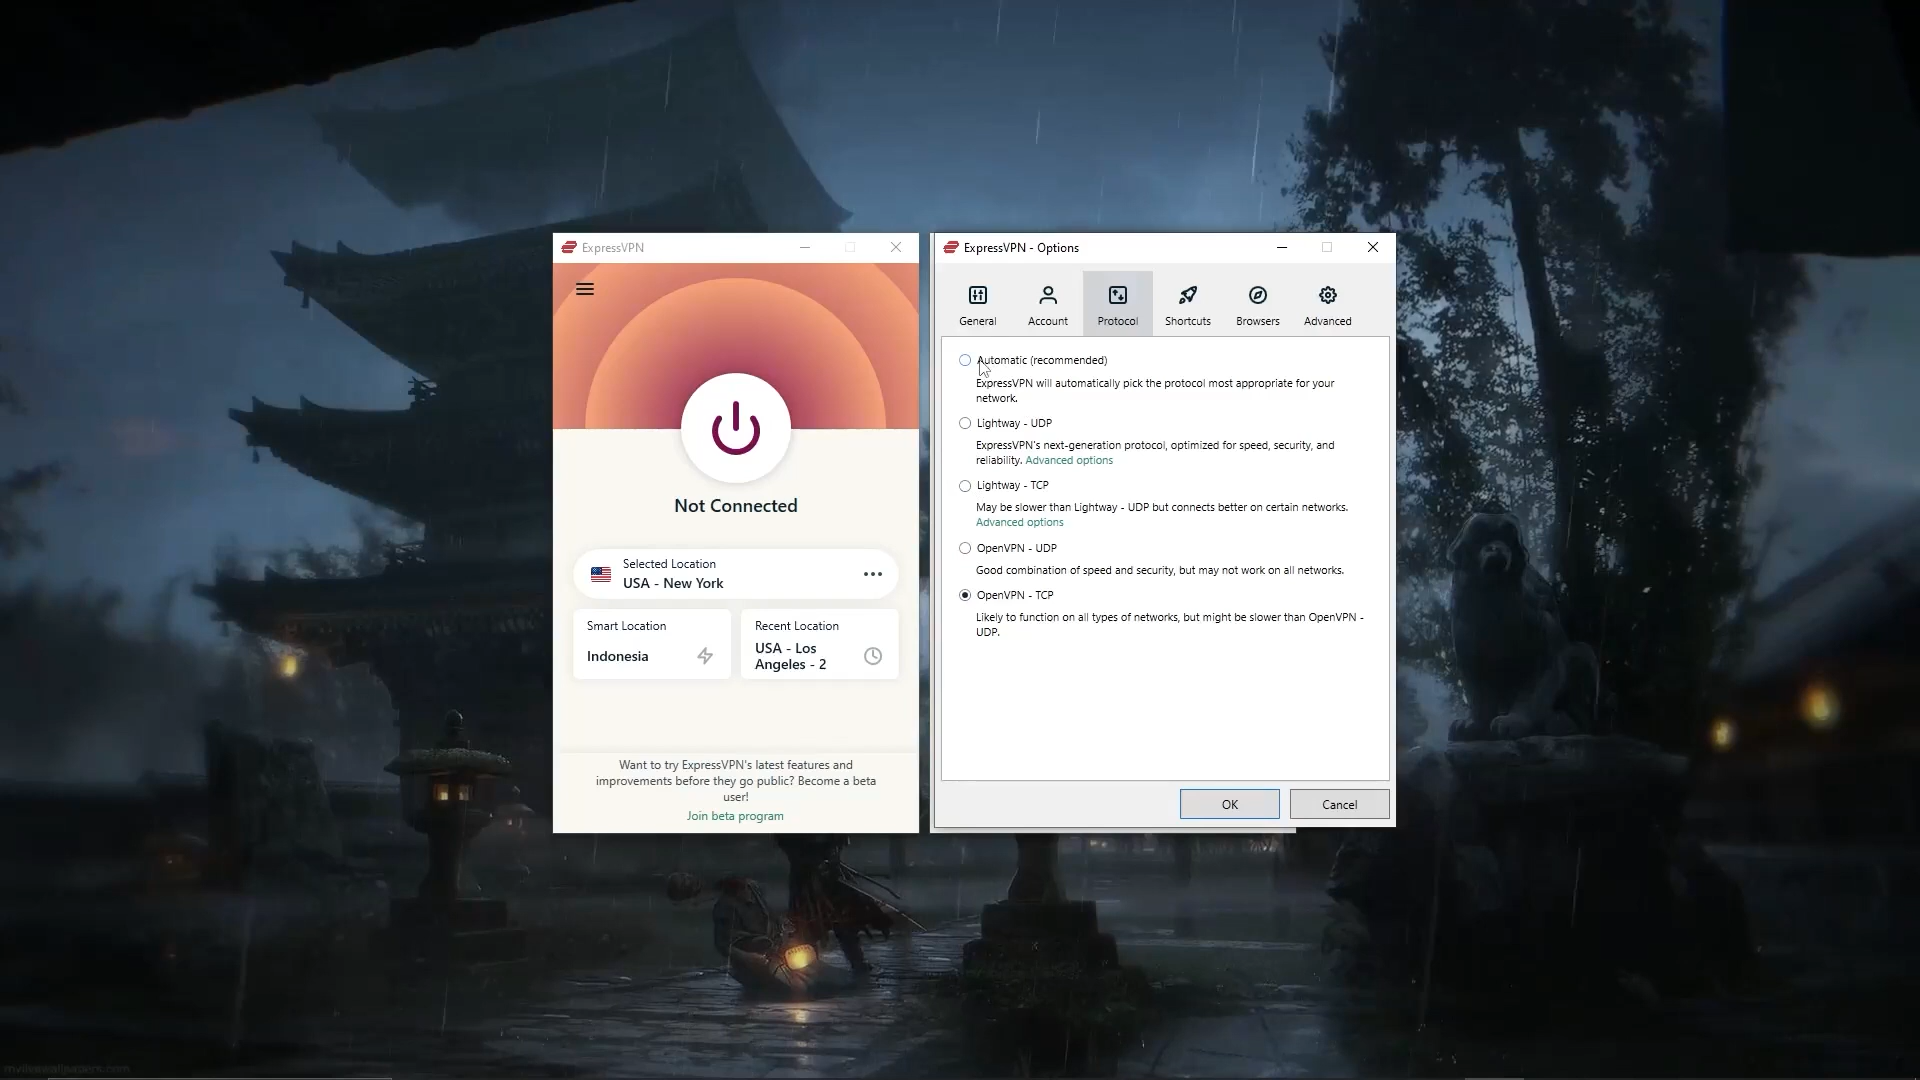 ExpressVPN
Not Connected
Selected Location
USA - New York
Smart Location
Indonesia
Recent Location
USA - Los
Angeles - 2
Want to try ExpressVPN's latest features and
improvements before they go public? Become a beta
user!
Join beta program
ExpressVPN - Options
General
Account
Protocol
Shortcuts
Browsers
Advanced
Automatic (recommended)
ExpressVPN will automatically pick the protocol most appropriate for your
network.
Lightway - UDP
ExpressVPN's next-generation protocol, optimized for speed, security, and
reliability. Advanced options
Lightway - TCP
May be slower than Lightway - UDP but connects better on certain networks.
Advanced options
OpenVPN - UDP
Good combination of speed and security, but may not work on all networks.
OpenVPN - TCP
Likely to function on all types of networks, but might be slower than OpenVPN -
UDP.
OK
Cancel
mylivewallpapers.com